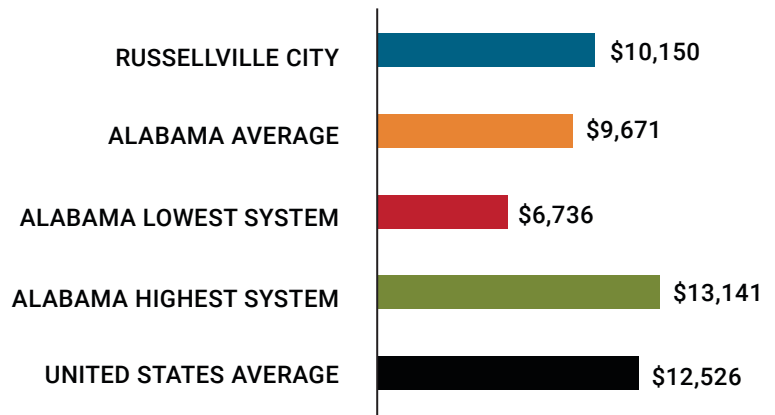 RUSSELLVILLE CITY $10,150
ALABAMA AVERAGE $9,671
ALABAMA LOWEST SYSTEM $6,736
ALABAMA HIGHEST SYSTEM $13,141
UNITED STATES AVERAGE $12,526